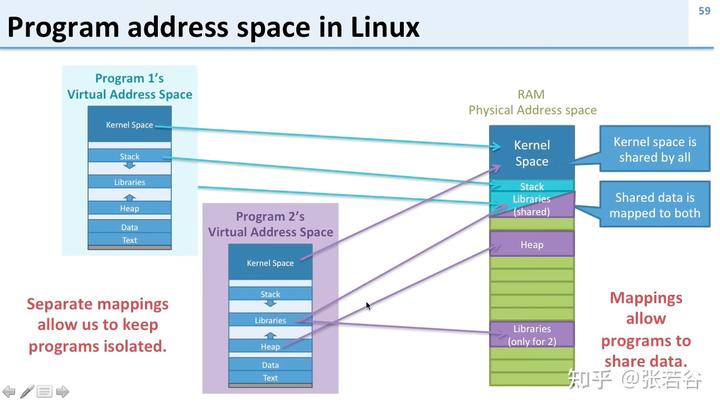 59
Program address space in Linux
Program 1's
Virtual Address Space
Kernel Space
Stack
Libraries
Heap
Data
Text
Program 2's
Virtual Address Space
Kernel Space
Stack
Libraries
Heap
Data
Text
RAM
Physical Address space
Kernel
Space
Stack
Libraries
(shared)
Heap
Libraries
(only for 2)
Kernel space is
shared by all
Shared data is
mapped to both
Separate mappings
allow us to keep
programs isolated.
Mappings
allow
programs to
share data.
知乎 @张若谷